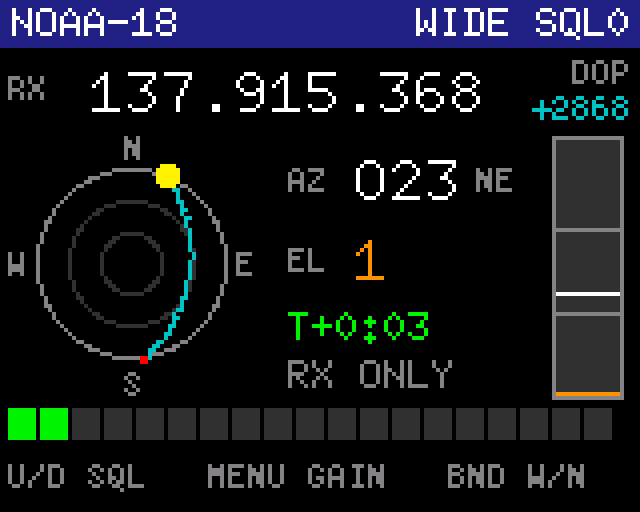 NOAA-18 WIDE SQL0
RX 137.915.368 DOP
+2868
N
AZ 023 NE
W E
EL 1
T+0:03
S
RX ONLY
U/D SQL MENU GAIN BND W/N